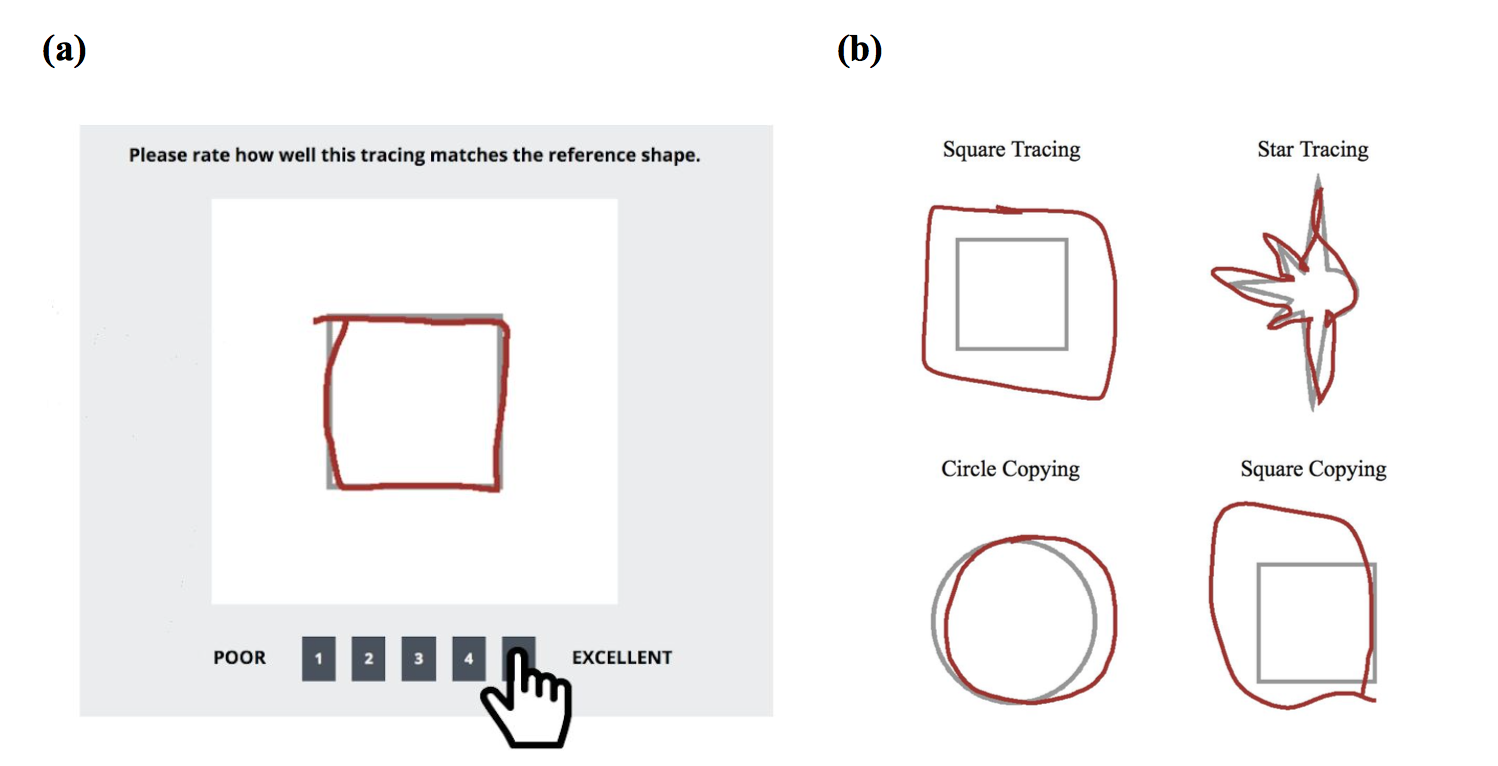 (a)
Please rate how well this tracing matches the reference shape.
POOR 1 2 3 4 EXCELLENT
(b)
Square Tracing
Star Tracing
Circle Copying
Square Copying